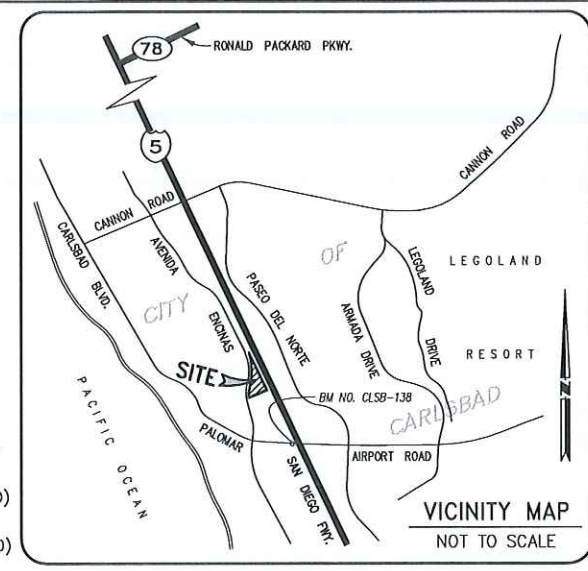 78
RONALD PACKARD PKWY.
5
CANNON ROAD
CANNON ROAD
CARLSBAD BLVD.
AVENIDA ENCINAS
PASEO DEL NORTE
OF
ARMADA DRIVE
LEGOLAND DRIVE
LEGOLAND
RESORT
CITY
SITE
BM NO. CLSB-138
CARLSBAD
N
PACIFIC OCEAN
PALOMAR
AIRPORT ROAD
SAN DIEGO FWY.
VICINITY MAP
NOT TO SCALE
)
)